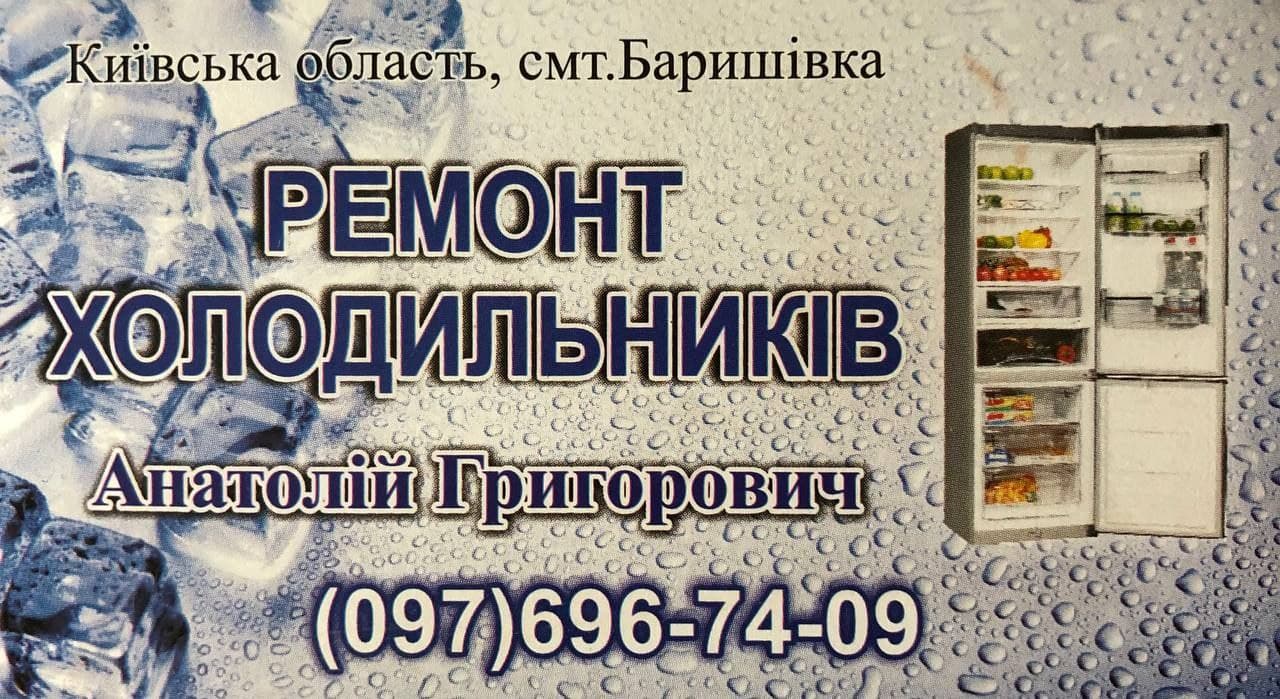 Київська область, смт.Баришівка
РЕМОНТ
ХОЛОДИЛЬНИКІВ
Анатолій Григорович
(097)696-74-09